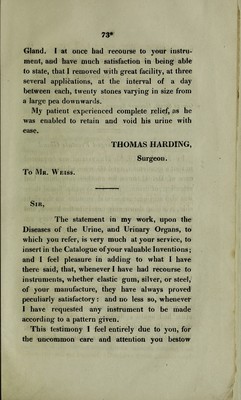 73*
Gland. I at once had recourse to your instru-
ment, and have much satisfaction in being able
to state, that I removed with great facility, at three
several applications, at the interval of a day
between each, twenty stones varying in size from
a large pea downwards.
My patient experienced complete relief, as he
was enabled to retain and void his urine with
ease.
THOMAS HARDING,
Surgeon.
To Mr. Weiss.
Sir,
The statement in my work, upon the
Diseases of the Urine, and Urinary Organs, to
which you refer, is very much at your service, to
insert in the Catalogue of your valuable Inventions;
and I feel pleasure in adding to what I have
there said, that, whenever I have had recourse to
instruments, whether elastic gum, silver, or steel,
of your manufacture, they have always proved
peculiarly satisfactory: and no less so, whenever
I have requested any instrument to be made
according to a pattern given.
This testimony I feel entirely due to you, for
the uncommon care and attention you bestow